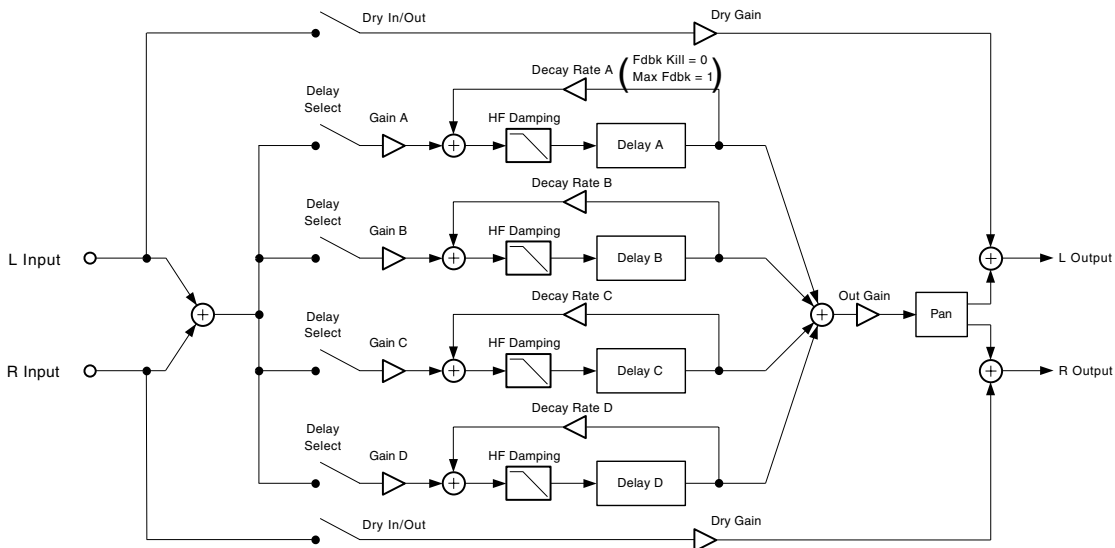 Dry In/Out
Dry Gain
Decay Rate A
( Fdbk Kill = 0
Max Fdbk = 1 )
Delay
Select
Gain A
HF Damping
Delay A
Decay Rate B
Delay
Select
Gain B
HF Damping
Delay B
L Input
L Output
Decay Rate C
Out Gain
Pan
Delay
Select
Gain C
HF Damping
Delay C
R Input
R Output
Decay Rate D
Delay
Select
Gain D
HF Damping
Delay D
Dry In/Out
Dry Gain